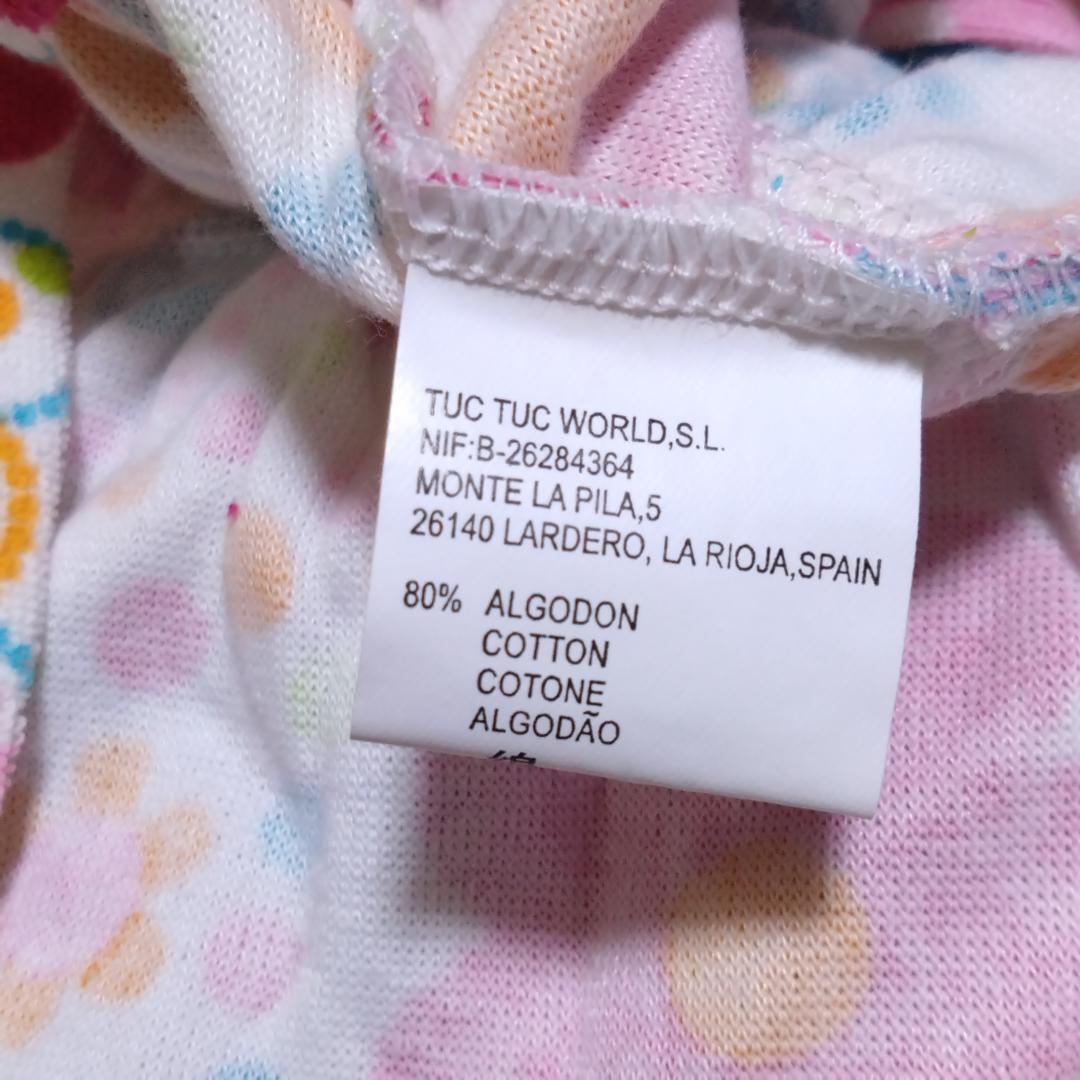 TUC TUC WORLD,S.L.
NIF:B-26284364
MONTE LA PILA,5
26140 LARDERO, LA RIOJA,SPAIN
80% ALGODON
COTTON
COTONE
ALGODÃO